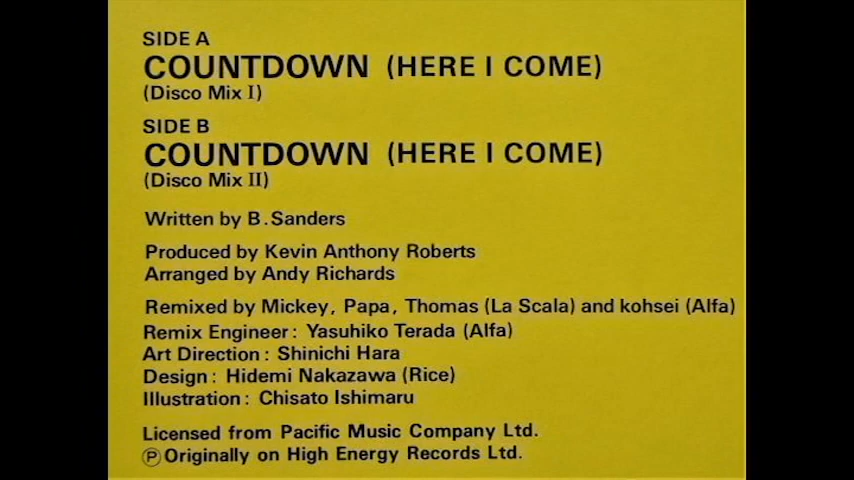 SIDE A
COUNTDOWN (HERE I COME)
(Disco Mix I)
SIDE B
COUNTDOWN (HERE I COME)
(Disco Mix II)
Written by B.Sanders
Produced by Kevin Anthony Roberts
Arranged by Andy Richards
Remixed by Mickey, Papa, Thomas (La Scala) and kohsei (Alfa)
Remix Engineer: Yasuhiko Terada (Alfa)
Art Direction: Shinichi Hara
Design: Hidemi Nakazawa (Rice)
Illustration: Chisato Ishimaru
Licensed from Pacific Music Company Ltd.
Ⓟ Originally on High Energy Records Ltd.